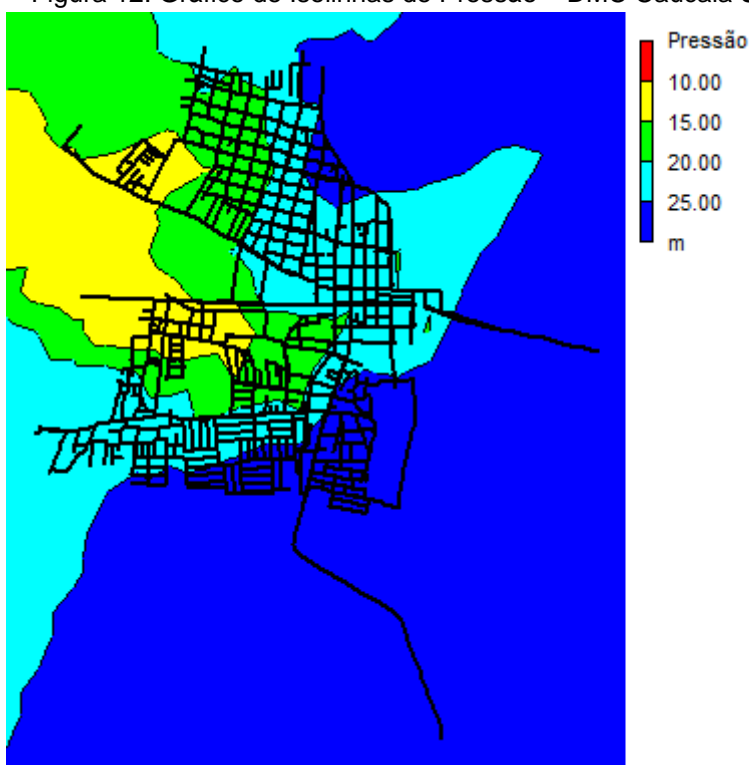 Figura 12: Gráfico de Isolinhas de Pressão – DMC Caucaia
Pressão
10.00
15.00
20.00
25.00
m